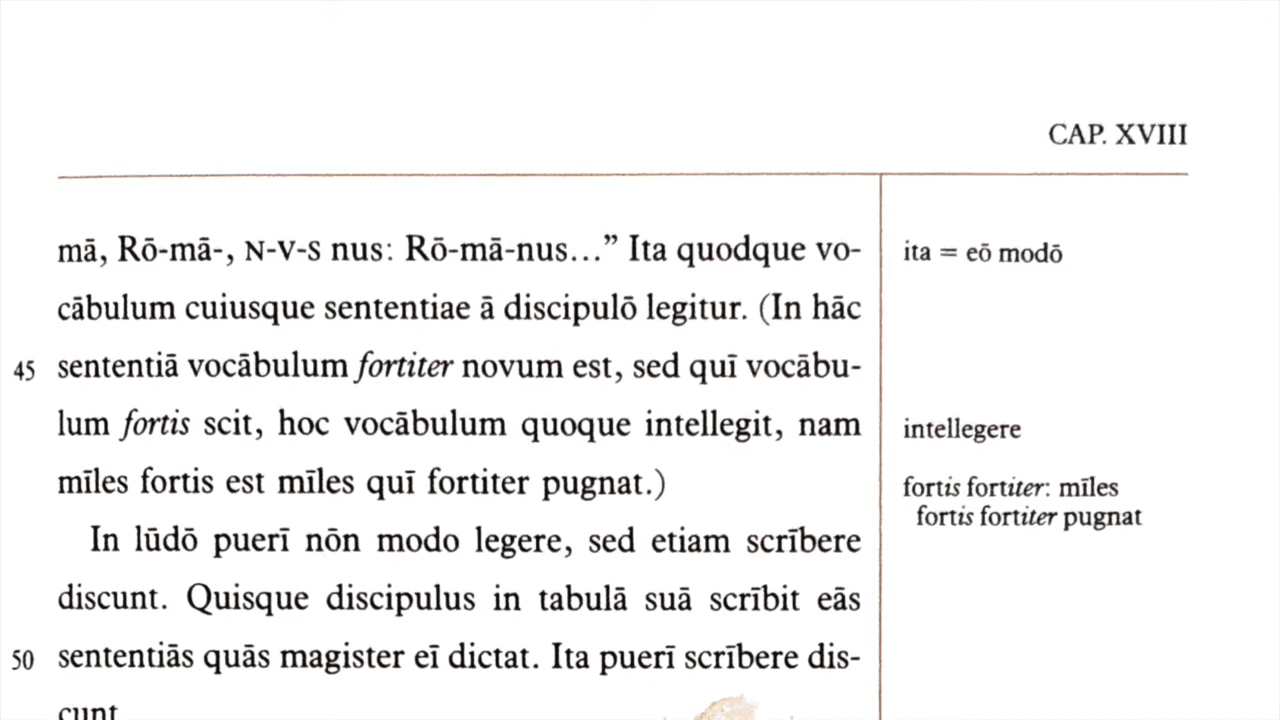 CAP. XVIII
mā, Rō-mā-, N-V-S nus: Rō-mā-nus...” Ita quodque vo-
ita = eō modō
cābulum cuiusque sententiae ā discipulō legitur. (In hāc
45 sententiā vocābulum fortiter novum est, sed quī vocābu-
lum fortis scit, hoc vocābulum quoque intellegit, nam
intellegere
mīles fortis est mīles quī fortiter pugnat.)
fortis fortiter: mīles
fortis fortiter pugnat
In lūdō puerī nōn modo legere, sed etiam scrībere
discunt. Quisque discipulus in tabulā suā scrībit eās
50 sententiās quās magister eī dictat. Ita puerī scrībere dis-
cunt.